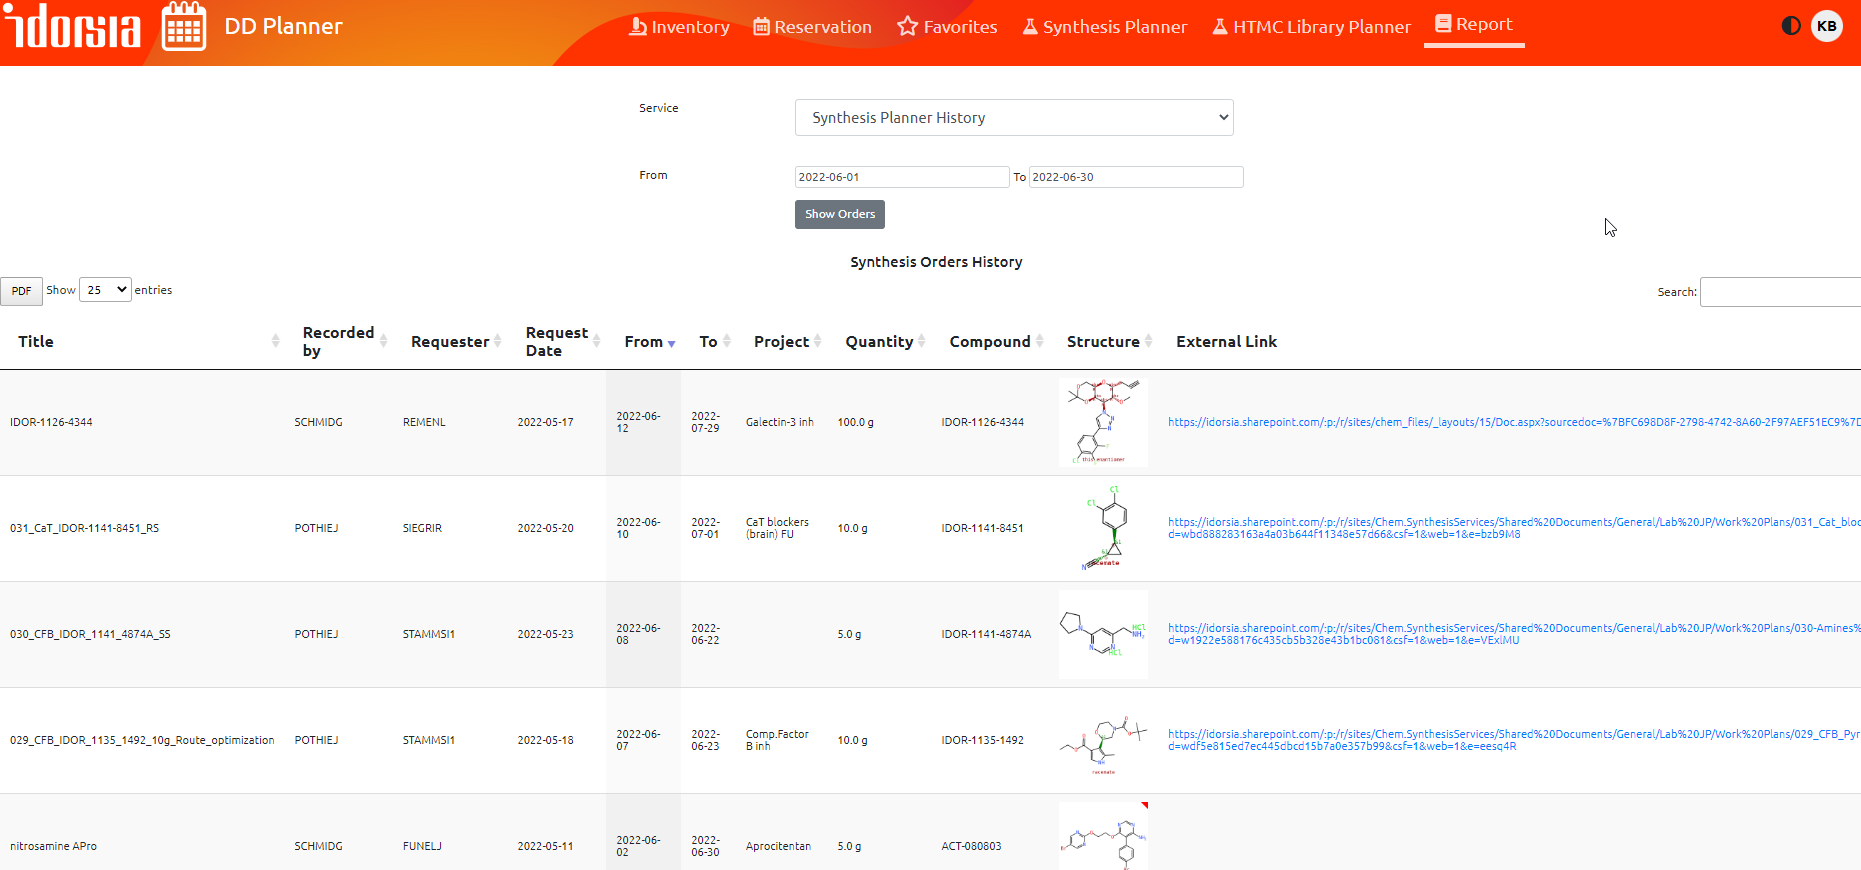 idorsia DD Planner Inventory Reservation Favorites Synthesis Planner HTMC Library Planner Report KB
Service Synthesis Planner History
From 2022-06-01 To 2022-06-30
Show Orders
Synthesis Orders History
PDF Show 25 entries Search:
Title Recorded by Requester Request Date From To Project Quantity Compound Structure External Link
IDOR-1126-4344 SCHMIDG REMENL 2022-05-17 2022-06-12 2022-07-29 Galectin-3 inh 100.0 g IDOR-1126-4344 https://idorsia.sharepoint.com/:p:/r/sites/chem_files/_layouts/15/Doc.aspx?sourcedoc=%7BFC698D8F-2798-4742-8A60-2F97AEF51EC9%7D
Cl this enantiomer
031_CaT_IDOR-1141-8451_RS POTHIEJ SIEGRIR 2022-05-20 2022-06-10 2022-07-01 CaT blockers (brain) FU 10.0 g IDOR-1141-8451 https://idorsia.sharepoint.com/:p:/r/sites/Chem.SynthesisServices/Shared%20Documents/General/Lab%20JP/Work%20Plans/031_Cat_bloc
d=wbd888283163a4a03b644f11348e57d66&csf=1&web=1&e=bzb9M8
Cl Cl N racemate
030_CFB_IDOR_1141_4874A_SS POTHIEJ STAMMSI1 2022-05-23 2022-06-08 2022-06-22 5.0 g IDOR-1141-4874A https://idorsia.sharepoint.com/:p:/r/sites/Chem.SynthesisServices/Shared%20Documents/General/Lab%20JP/Work%20Plans/030-Amines%
d=w1922e588176c435cb5b328e43b1bc081&csf=1&web=1&e=VExlMU
N HCl NH₂ N N HCl
029_CFB_IDOR_1135_1492_10g_Route_optimization POTHIEJ STAMMSI1 2022-05-18 2022-06-07 2022-06-23 Comp.Factor B inh 10.0 g IDOR-1135-1492 https://idorsia.sharepoint.com/:p:/r/sites/Chem.SynthesisServices/Shared%20Documents/General/Lab%20JP/Work%20Plans/029_CFB_Pyr
d=wdf5e815ed7ec445dbcd15b7a0e357b99&csf=1&web=1&e=eesq4R
racemate
nitrosamine APro SCHMIDG FUNELJ 2022-05-11 2022-06-02 2022-06-30 Aprocitentan 5.0 g ACT-080803